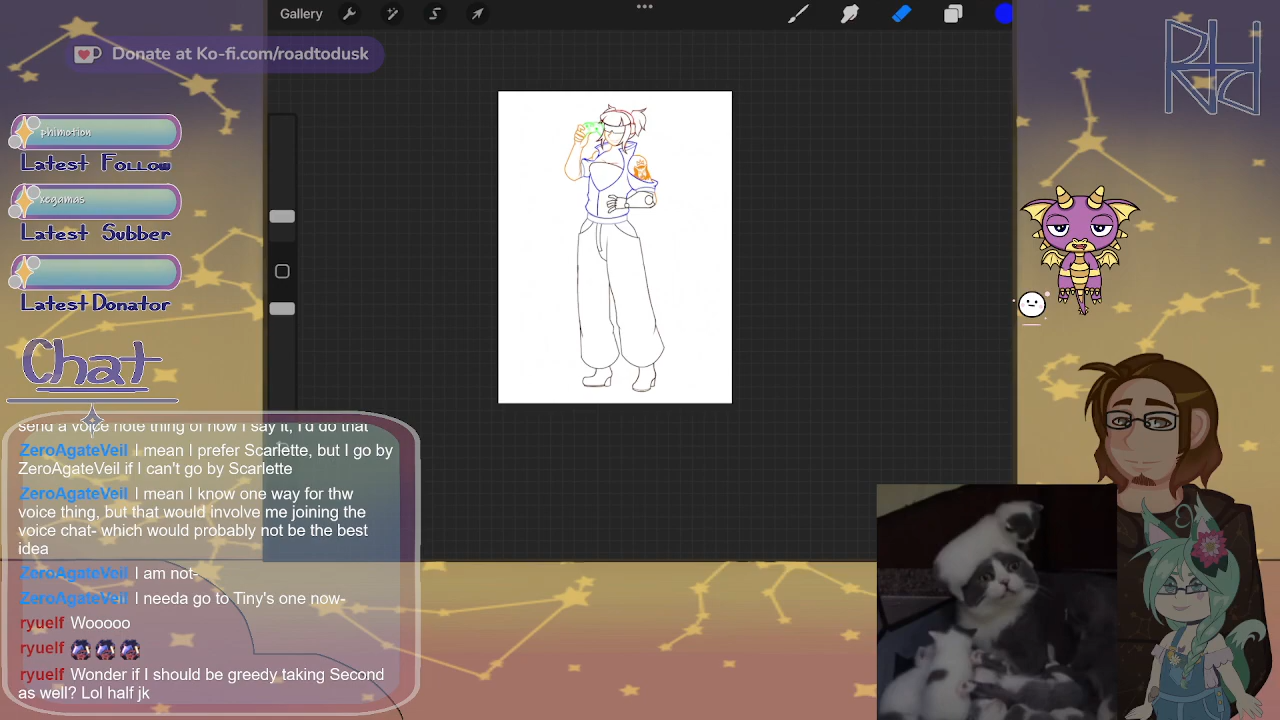 Gallery
Donate at Ko-fi.com/roadtodusk
phimotion
Latest Follow
xcgamas
Latest Subber
Latest Donator
Chat
send a voice note thing of how I say it, I'd do that
ZeroAgateVeil I mean I prefer Scarlette, but I go by
ZeroAgateVeil if I can't go by Scarlette
ZeroAgateVeil I mean I know one way for thw
voice thing, but that would involve me joining the
voice chat- which would probably not be the best
idea
ZeroAgateVeil I am not-
ZeroAgateVeil I needa go to Tiny's one now-
ryuelf Wooooo
ryuelf
ryuelf Wonder if I should be greedy taking Second
as well? Lol half jk